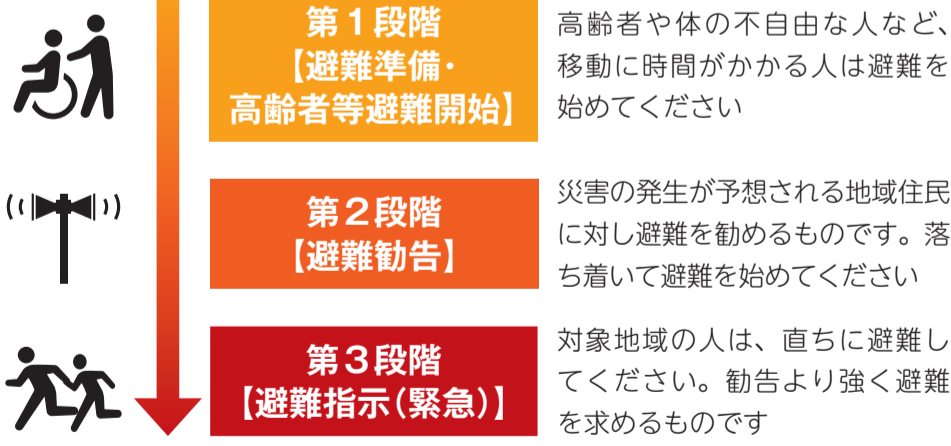 第1段階
【避難準備・
高齢者等避難開始】
高齢者や体の不自由な人など、
移動に時間がかかる人は避難を
始めてください
第2段階
【避難勧告】
災害の発生が予想される地域住民
に対し避難を勧めるものです。落
ち着いて避難を始めてください
第3段階
【避難指示（緊急）】
対象地域の人は、直ちに避難し
てください。勧告より強く避難
を求めるものです